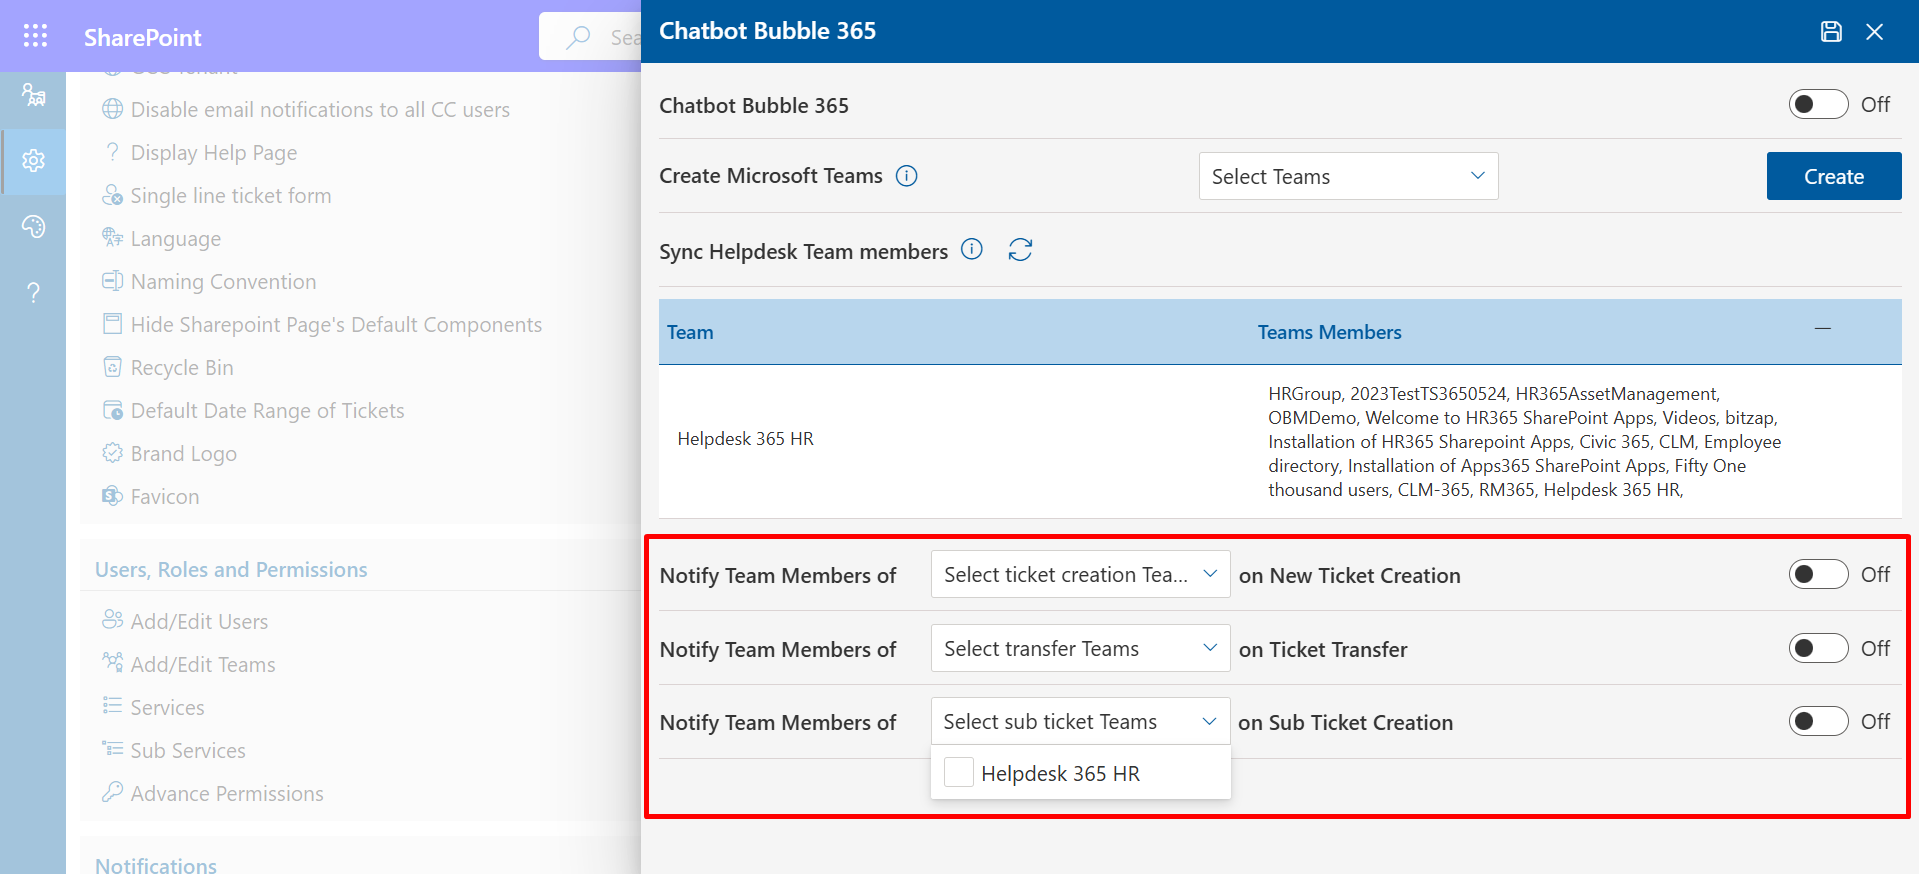 SharePoint
Sea
Chatbot Bubble 365
Disable email notifications to all CC users
Display Help Page
Single line ticket form
Language
Naming Convention
Hide Sharepoint Page's Default Components
Recycle Bin
Default Date Range of Tickets
Brand Logo
Favicon
Users, Roles and Permissions
Add/Edit Users
Add/Edit Teams
Services
Sub Services
Advance Permissions
Notifications
Chatbot Bubble 365
Off
Create Microsoft Teams
Select Teams
Create
Sync Helpdesk Team members
Team
Teams Members
Helpdesk 365 HR
HRGroup, 2023TestTS3650524, HR365AssetManagement,
OBMDemo, Welcome to HR365 SharePoint Apps, Videos, bitzap,
Installation of HR365 Sharepoint Apps, Civic 365, CLM, Employee
directory, Installation of Apps365 SharePoint Apps, Fifty One
thousand users, CLM-365, RM365, Helpdesk 365 HR,
Notify Team Members of
Select ticket creation Tea...
on New Ticket Creation
Off
Notify Team Members of
Select transfer Teams
on Ticket Transfer
Off
Notify Team Members of
Select sub ticket Teams
on Sub Ticket Creation
Off
Helpdesk 365 HR